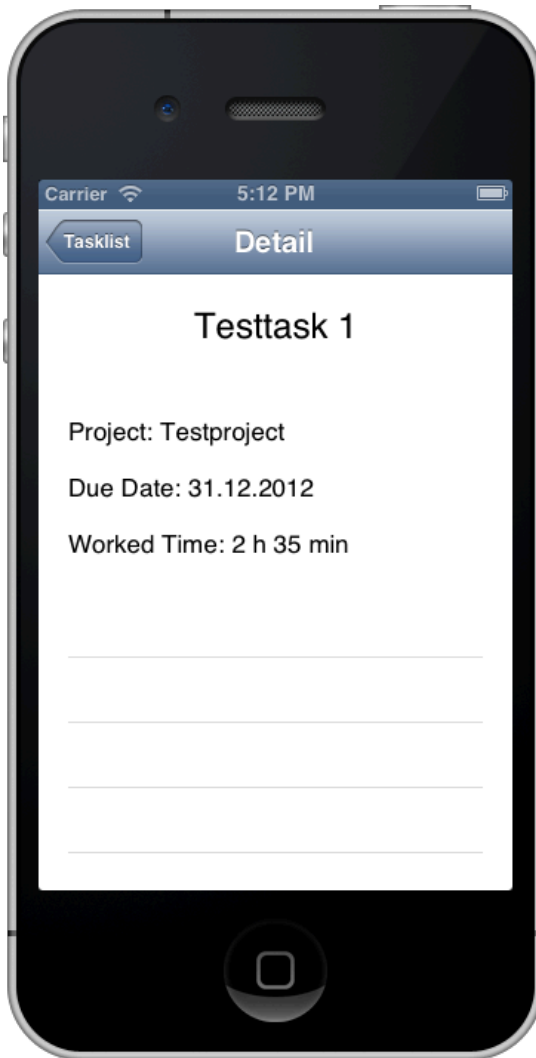 Carrier 5:12 PM
Tasklist Detail
Testtask 1
Project: Testproject
Due Date: 31.12.2012
Worked Time: 2 h 35 min